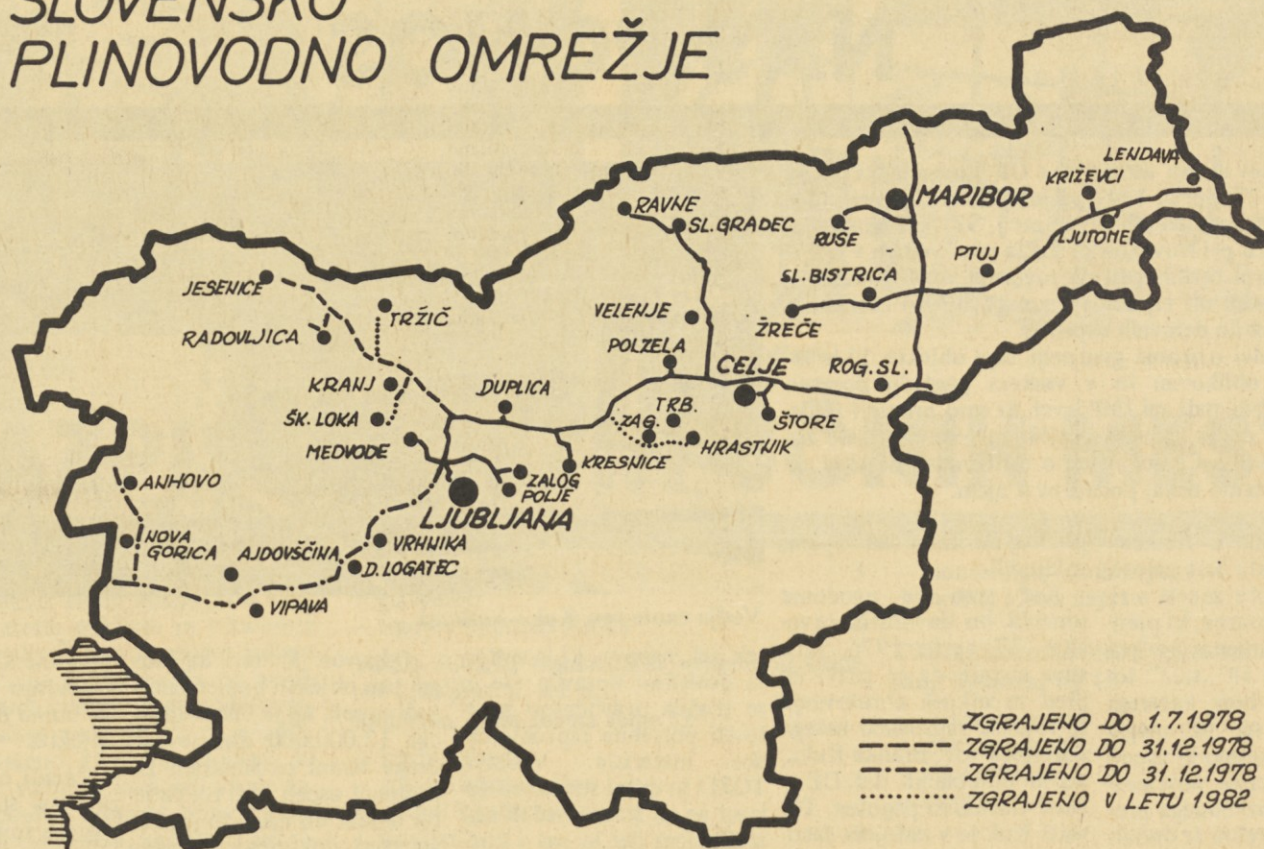 SLOVENSKO
PLINOVODNO OMREŽJE
LENDAVA
KRIŽEVCI
RAVNE
MARIBOR
SL. GRADEC
RUŠE
LJUTOMER
PTUJ
SL. BISTRICA
JESENICE
TRŽIČ
VELENJE
ŽREČE
RADOVLJICA
POLZELA
CELJE
ROG. SL.
KRANJ
DUPLICA
ŠK. LOKA
TRB.
ZAG.
ŠTORE
MEDVODE
HRASTNIK
KRESNICE
ANHOVO
ZALOG
POLJE
LJUBLJANA
NOVA
GORICA
AJDOVŠČINA
VRHNIKA
D. LOGATEC
VIPAVA
ZGRAJENO DO 1.7.1978
ZGRAJENO DO 31.12.1978
ZGRAJENO DO 31.12.1978
ZGRAJENO V LETU 1982